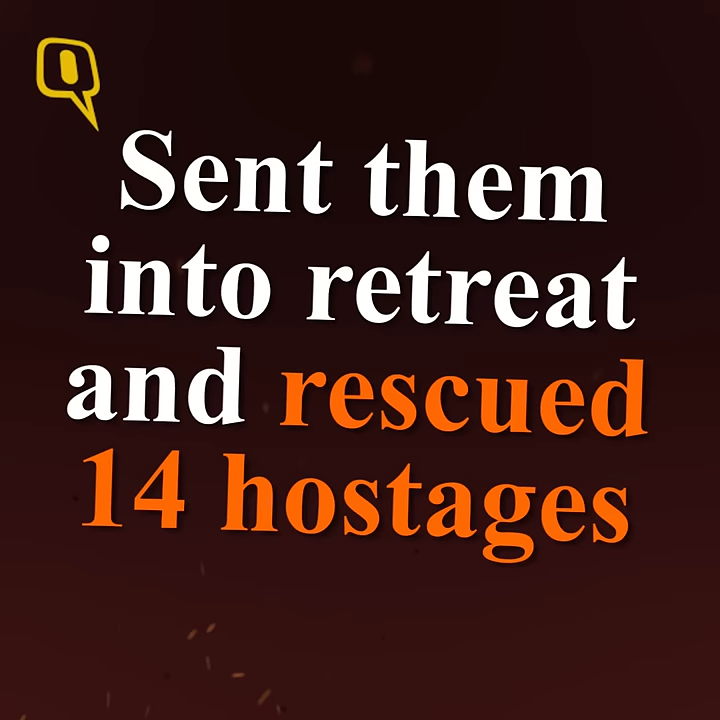 Q
Sent them
into retreat
and rescued
14 hostages